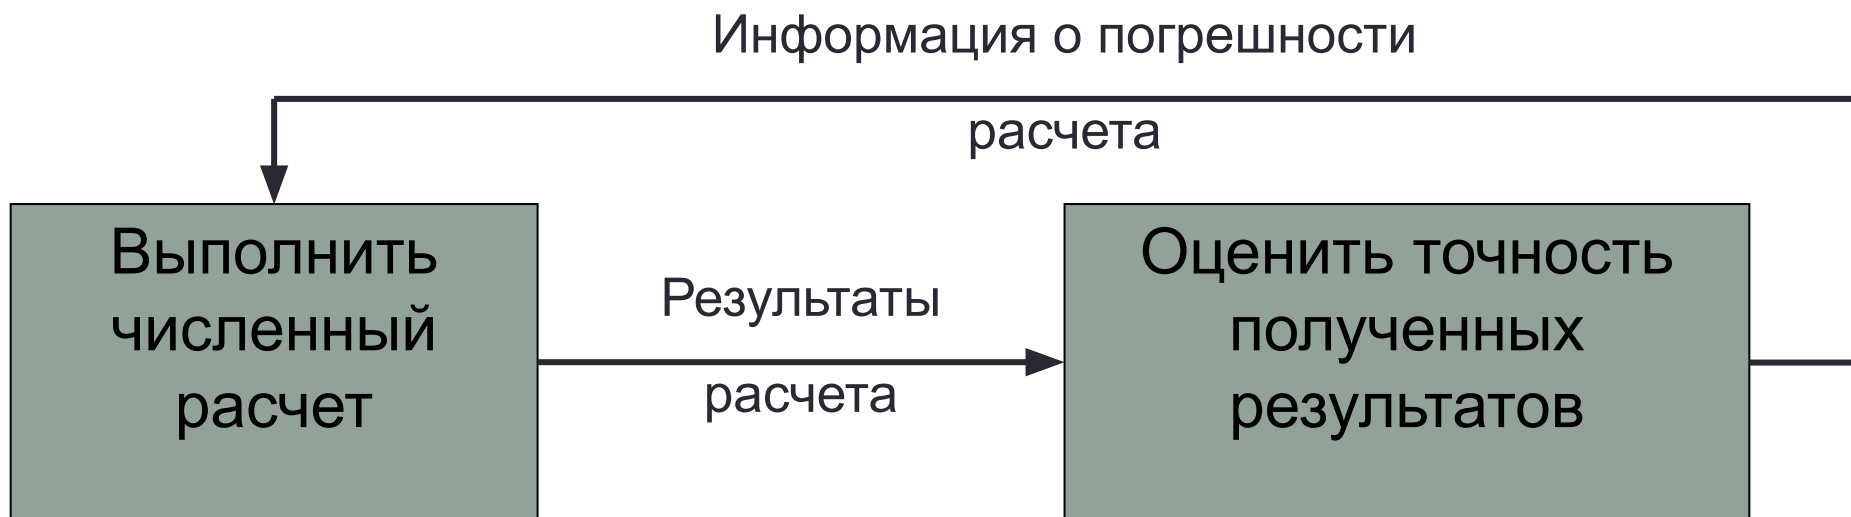 Информация о погрешности
расчета
Выполнить
численный
расчет
Результаты
расчета
Оценить точность
полученных
результатов